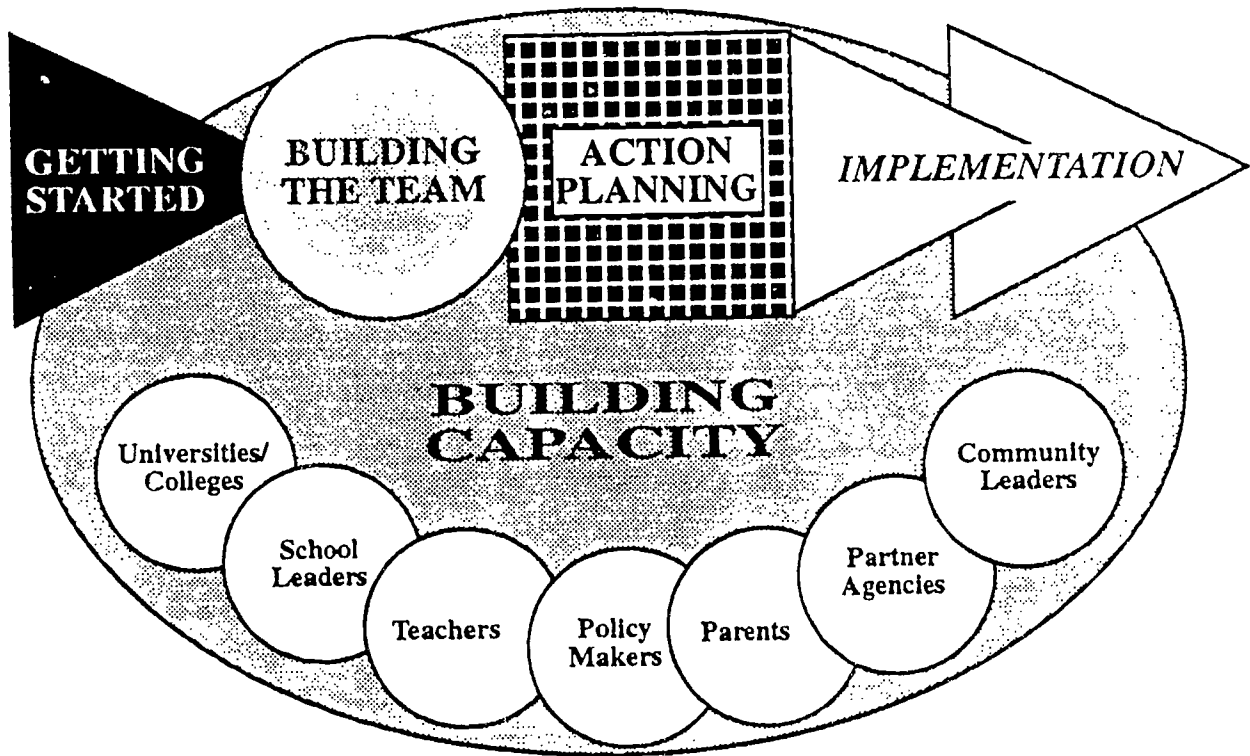 GETTING
STARTED
BUILDING
THE TEAM
ACTION
PLANNING
IMPLEMENTATION
BUILDING
CAPACITY
Universities/
Colleges
School
Leaders
Teachers
Policy
Makers
Parents
Partner
Agencies
Community
Leaders